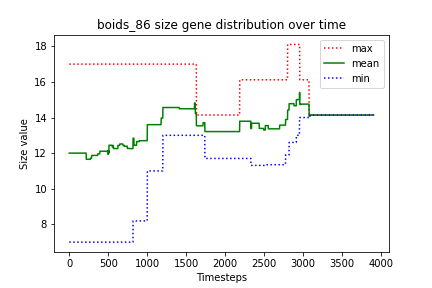 boids_86 size gene distribution over time
Size value
18
16
14
12
10
8
max
mean
min
0 500 1000 1500 2000 2500 3000 3500 4000
Timesteps